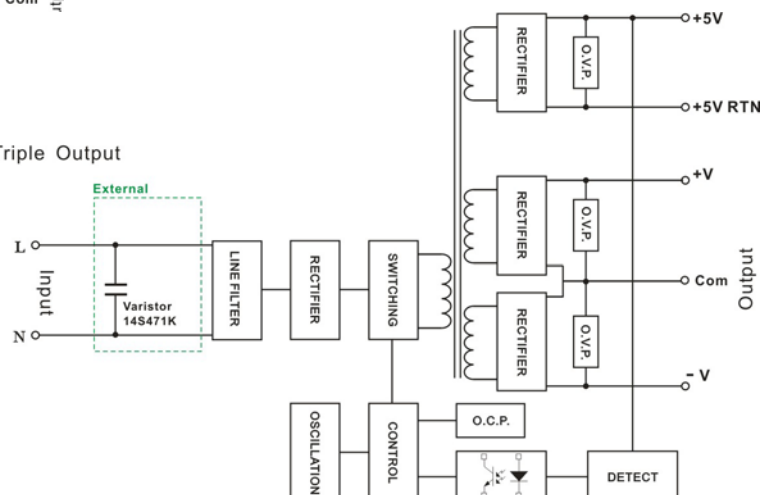 Com
Triple Output
External
L
N
Input
Varistor
14S471K
LINE FILTER
RECTIFIER
SWITCHING
RECTIFIER
O.V.P.
+5V
+5V RTN
RECTIFIER
O.V.P.
+V
Com
RECTIFIER
O.V.P.
- V
Output
OSCILLATION
CONTROL
O.C.P.
DETECT